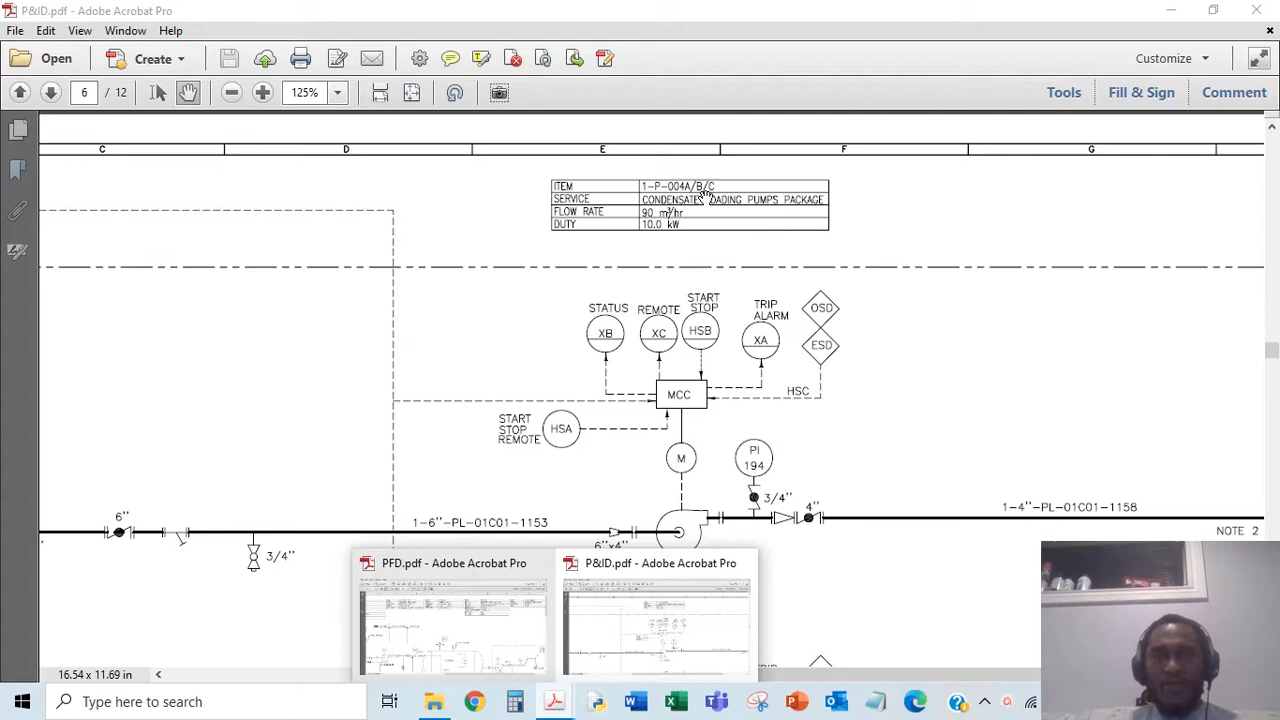 P&ID.pdf - Adobe Acrobat Pro
File Edit View Window Help
Open Create Customize
6 / 12 125% Tools Fill & Sign Comment
C D E F G
ITEM 1-P-004A/B/C
SERVICE CONDENSATE LOADING PUMPS PACKAGE
FLOW RATE 90 m³/hr
DUTY 10.0 kW
STATUS REMOTE START STOP TRIP ALARM OSD
XB XC HSB XA ESD
MCC HSC
START STOP REMOTE HSA
M PI 194
3/4" 4"
6" 1-6"-PL-01C01-1153 1-4"-PL-01C01-1158
3/4" 6"x4" NOTE 2
PFD.pdf - Adobe Acrobat Pro P&ID.pdf - Adobe Acrobat Pro
TRIP
16.54 x 11.69 in
Type here to search